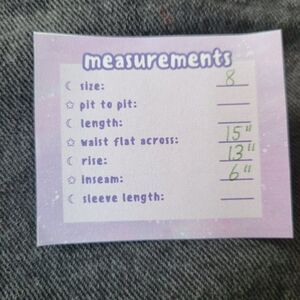 measurements
size: 8
pit to pit:
length:
waist flat across: 15"
rise: 13"
inseam: 6"
sleeve length: